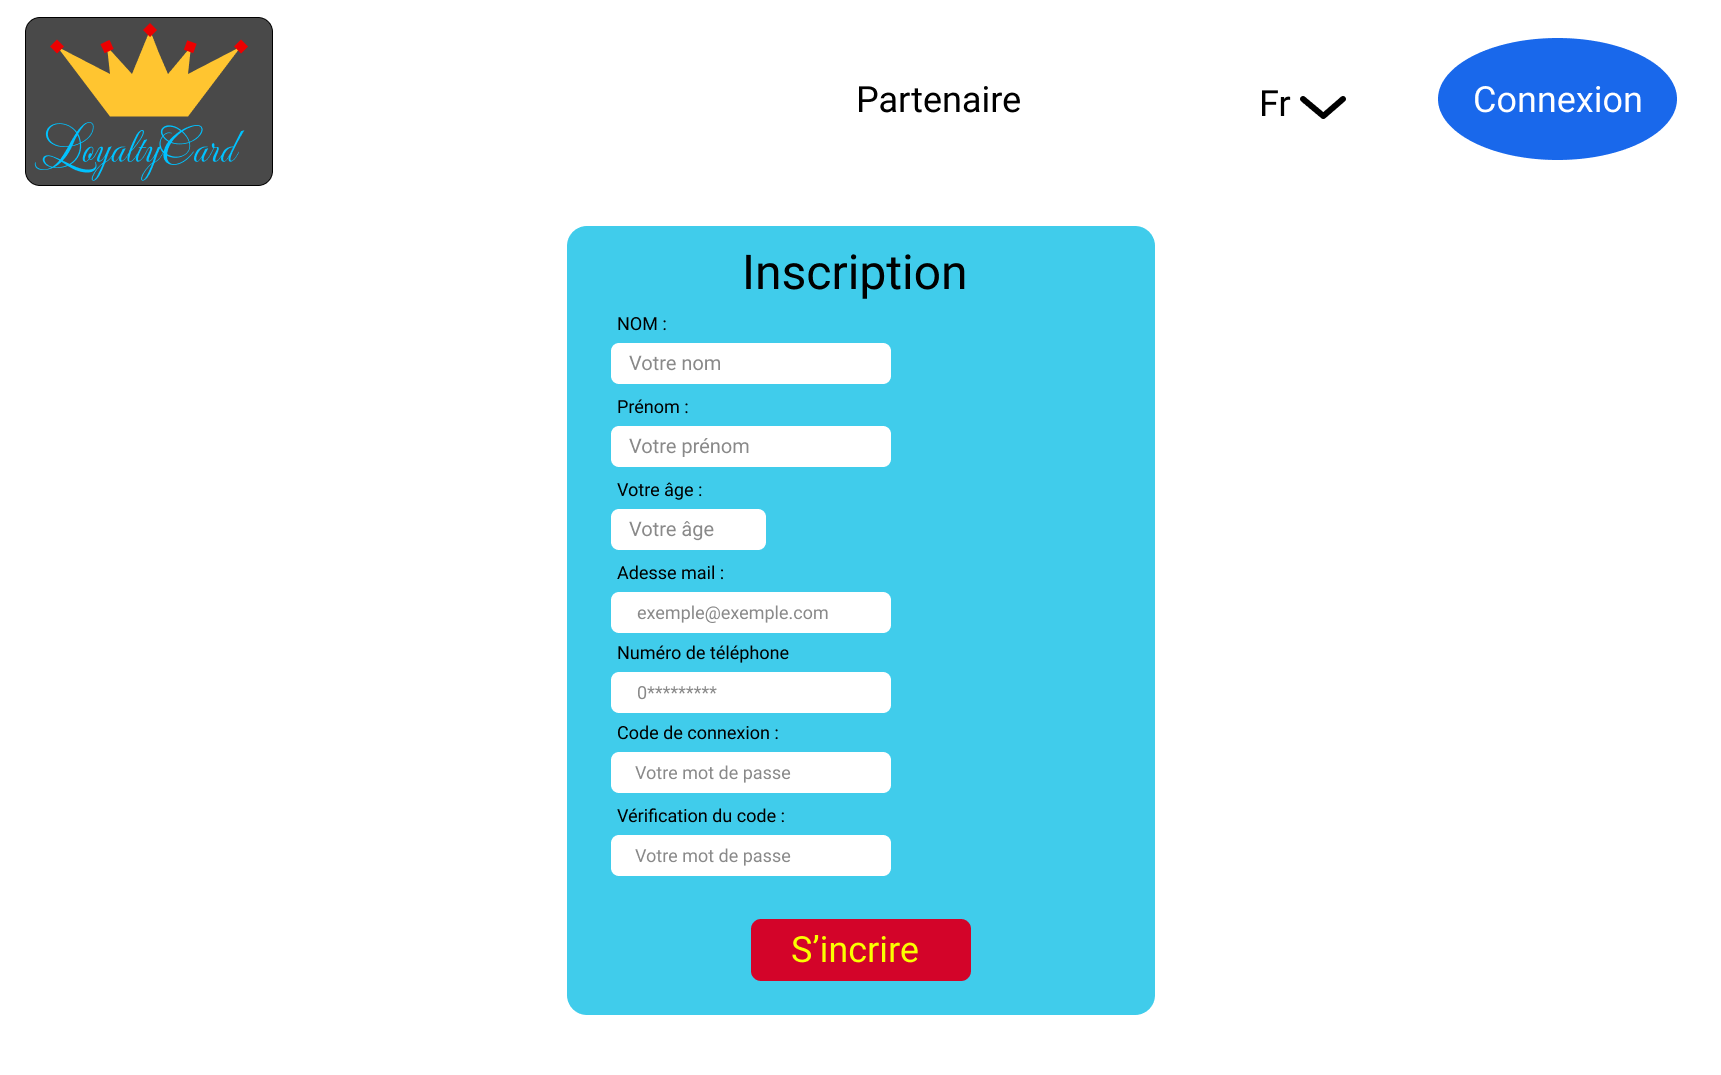 LoyaltyCard
Partenaire
Fr
Connexion
Inscription
NOM :
Votre nom
Prénom :
Votre prénom
Votre âge :
Votre âge
Adesse mail :
exemple@exemple.com
Numéro de téléphone
0*********
Code de connexion :
Votre mot de passe
Vérification du code :
Votre mot de passe
S’incrire